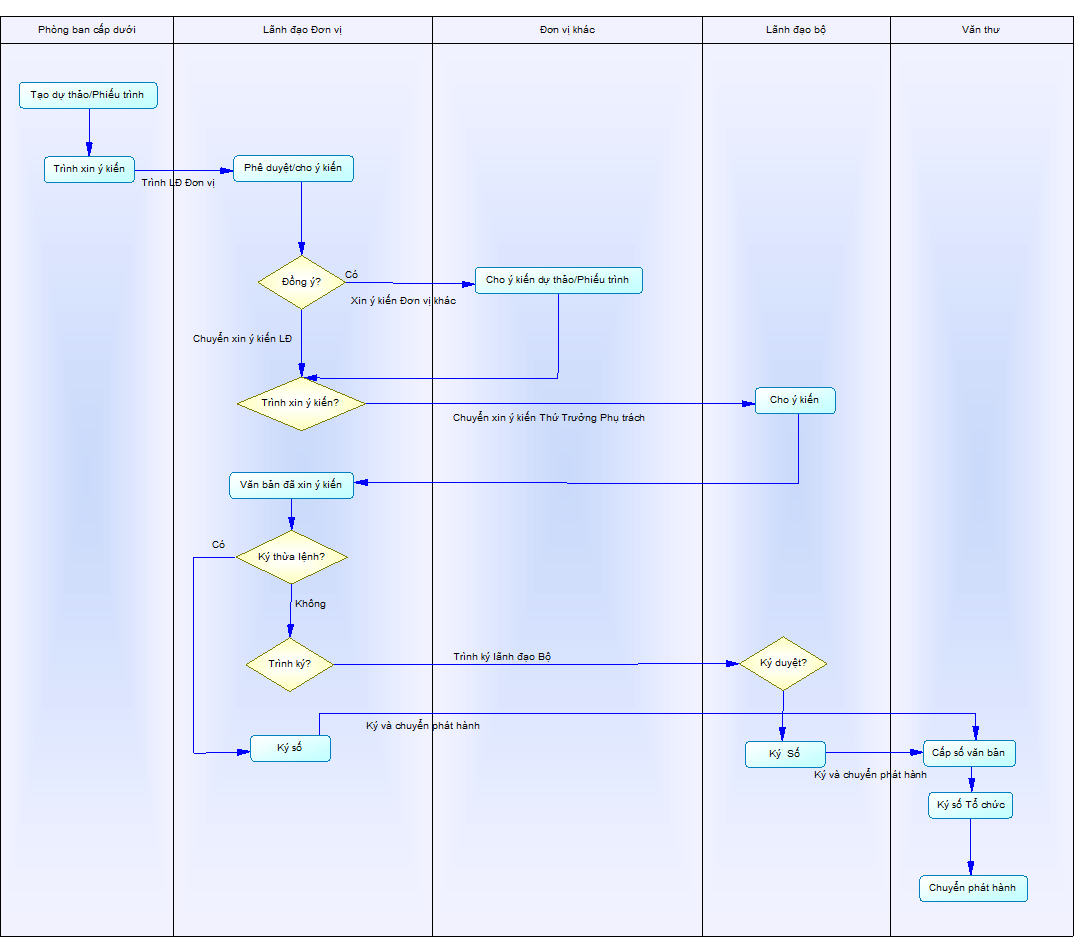 Phòng ban cấp dưới
Lãnh đạo Đơn vị
Đơn vị khác
Lãnh đạo bộ
Văn thư
Tạo dự thảo/Phiếu trình
Trình xin ý kiến
Trình LĐ Đơn vị
Phê duyệt/cho ý kiến
Đồng ý?
Có
Xin ý kiến Đơn vị khác
Cho ý kiến dự thảo/Phiếu trình
Chuyển xin ý kiến LĐ
Trình xin ý kiến?
Chuyển xin ý kiến Thứ Trưởng Phụ trách
Cho ý kiến
Văn bản đã xin ý kiến
Có
Ký thừa lệnh?
Không
Trình ký?
Trình ký lãnh đạo Bộ
Ký duyệt?
Ký và chuyển phát hành
Ký số
Ký Số
Ký và chuyển phát hành
Cấp số văn bản
Ký số Tổ chức
Chuyển phát hành